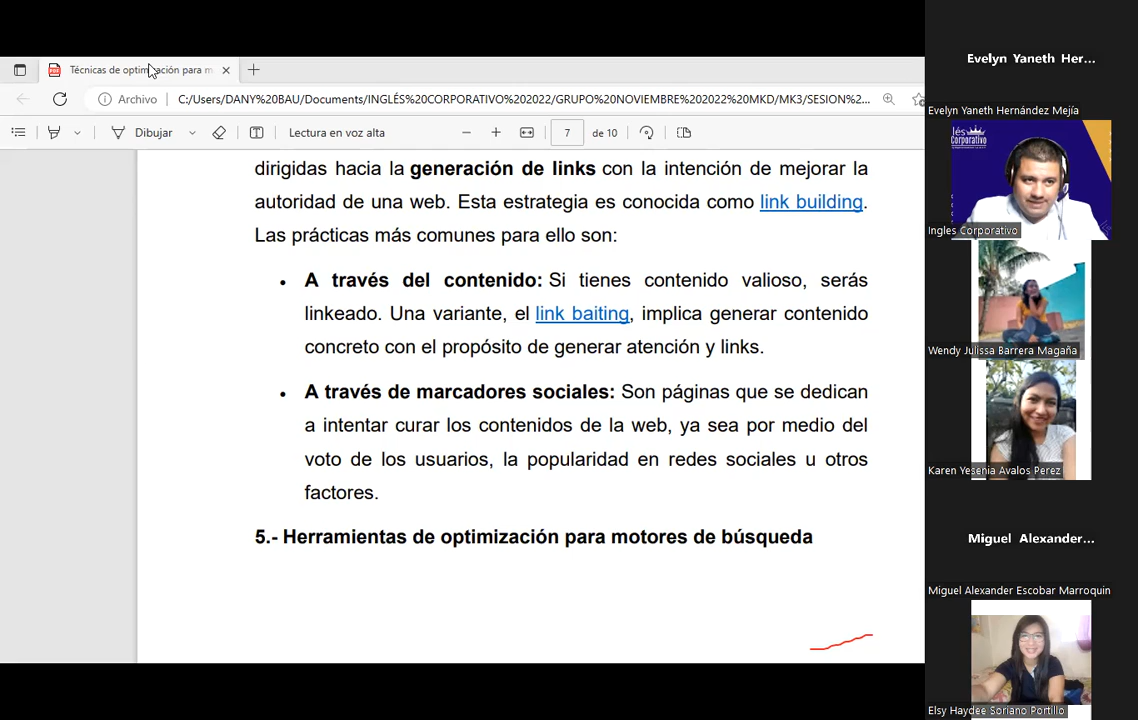 Técnicas de optimización para m
Archivo
C:/Users/DANY%20BAU/Documents/INGLÉS%20CORPORATIVO%202022/GRUPO%20NOVIEMBRE%202022%20MKD/MK3/SESION%2...
Dibujar
Lectura en voz alta
7
de 10
dirigidas hacia la generación de links con la intención de mejorar la
autoridad de una web. Esta estrategia es conocida como link building.
Las prácticas más comunes para ello son:
• A través del contenido: Si tienes contenido valioso, serás
linkeado. Una variante, el link baiting, implica generar contenido
concreto con el propósito de generar atención y links.
• A través de marcadores sociales: Son páginas que se dedican
a intentar curar los contenidos de la web, ya sea por medio del
voto de los usuarios, la popularidad en redes sociales u otros
factores.
5.- Herramientas de optimización para motores de búsqueda
Evelyn Yaneth Her...
Evelyn Yaneth Hernández Mejía
lés
Corporativo
Ingles Corporativo
Wendy Julissa Barrera Magaña
Karen Yesenia Avalos Perez
Miguel Alexander...
Miguel Alexander Escobar Marroquin
Elsy Haydee Soriano Portillo